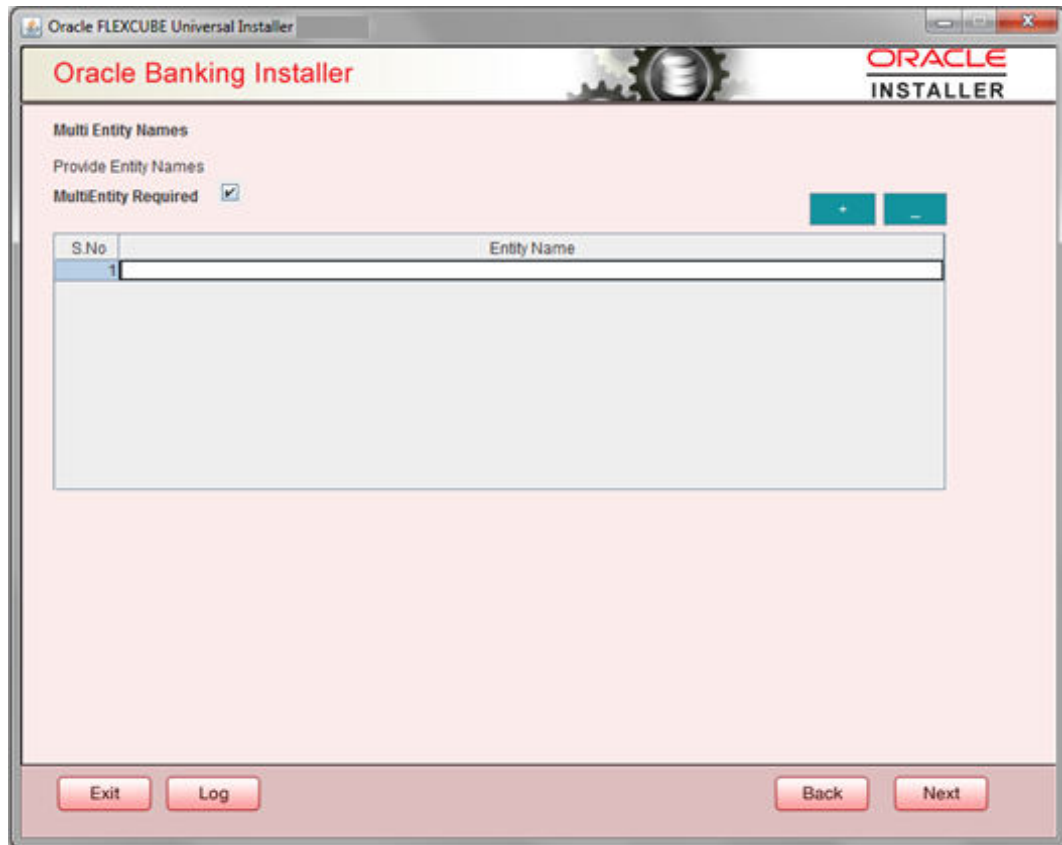 Oracle FLEXCUBE Universal Installer
Oracle Banking Installer
ORACLE
INSTALLER
Multi Entity Names
Provide Entity Names
MultiEntity Required
+ _
S.No Entity Name
1
Exit Log Back Next